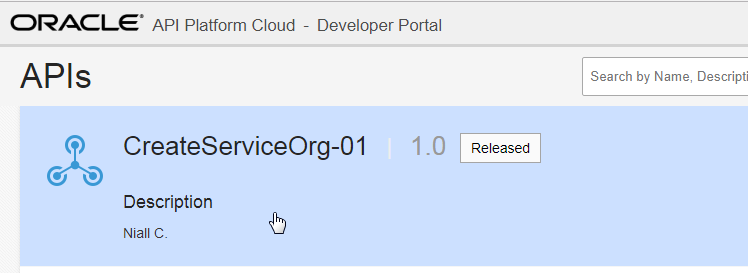 ORACLE® API Platform Cloud - Developer Portal
APIs
Search by Name, Descripti
CreateServiceOrg-01 | 1.0 Released
Description
Niall C.